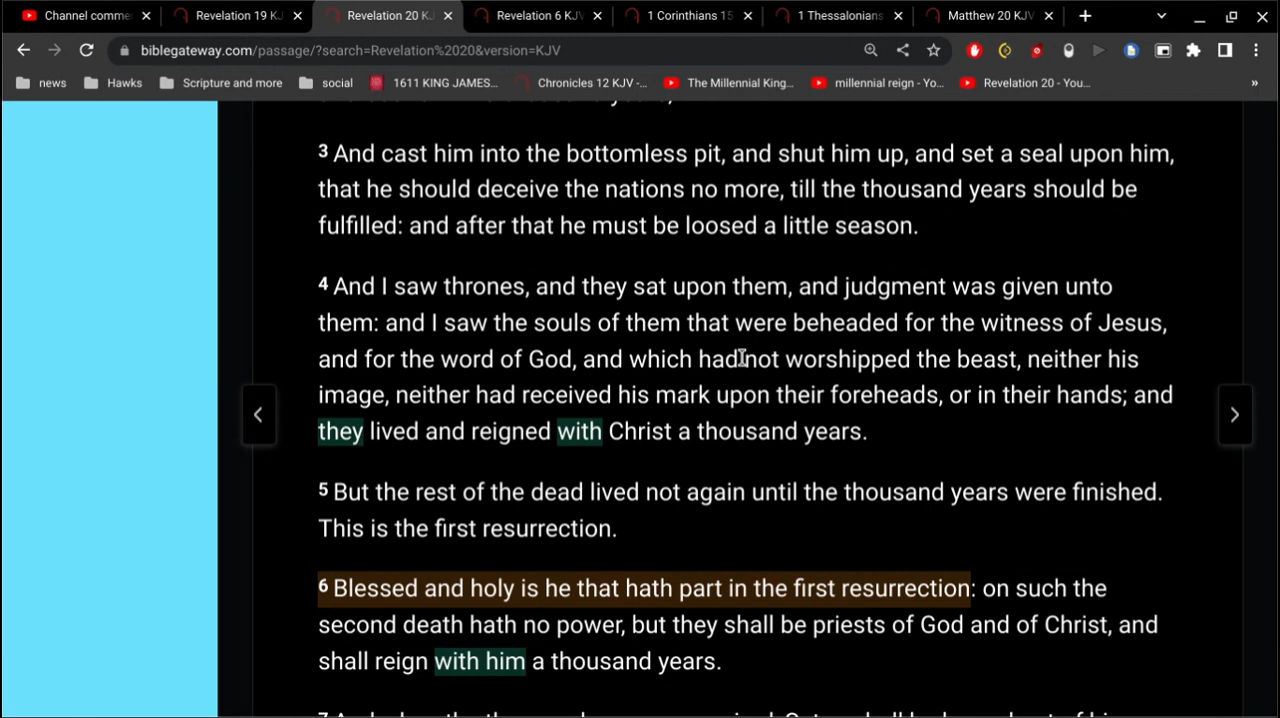 Channel comme
Revelation 19 KJ
Revelation 20 KJ
Revelation 6 KJV
1 Corinthians 15
1 Thessalonians
Matthew 20 KJV
biblegateway.com/passage/?search=Revelation%2020&version=KJV
news
Hawks
Scripture and more
social
1611 KING JAMES...
Chronicles 12 KJV -...
The Millennial King...
millennial reign - Yo...
Revelation 20 - You...
»
3 And cast him into the bottomless pit, and shut him up, and set a seal upon him,
that he should deceive the nations no more, till the thousand years should be
fulfilled: and after that he must be loosed a little season.
4 And I saw thrones, and they sat upon them, and judgment was given unto
them: and I saw the souls of them that were beheaded for the witness of Jesus,
and for the word of God, and which had not worshipped the beast, neither his
image, neither had received his mark upon their foreheads, or in their hands; and
they lived and reigned with Christ a thousand years.
5 But the rest of the dead lived not again until the thousand years were finished.
This is the first resurrection.
6 Blessed and holy is he that hath part in the first resurrection: on such the
second death hath no power, but they shall be priests of God and of Christ, and
shall reign with him a thousand years.